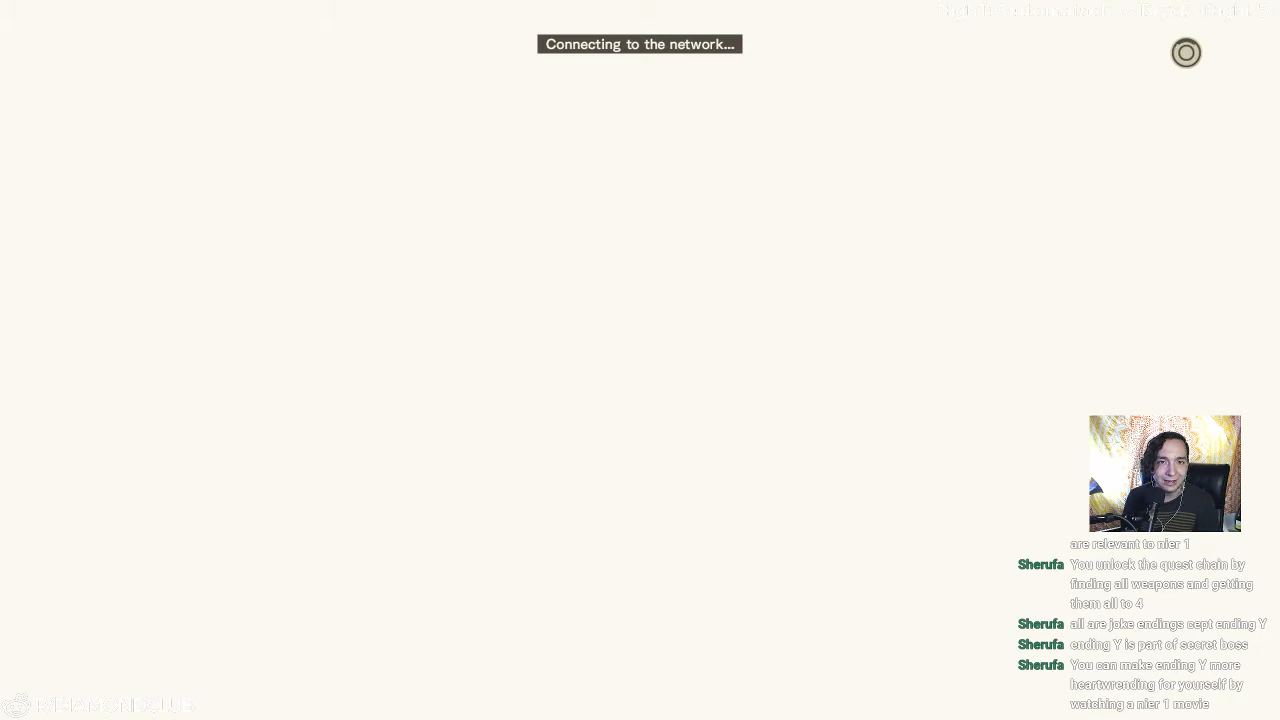 Connecting to the network...
are relevant to nier 1
Sherufa You unlock the quest chain by
finding all weapons and getting
them all to 4
Sherufa all are joke endings cept ending Y
Sherufa ending Y is part of secret boss
Sherufa You can make ending Y more
heartwrending for yourself by
watching a nier 1 movie
R/DIAMONDCLUB